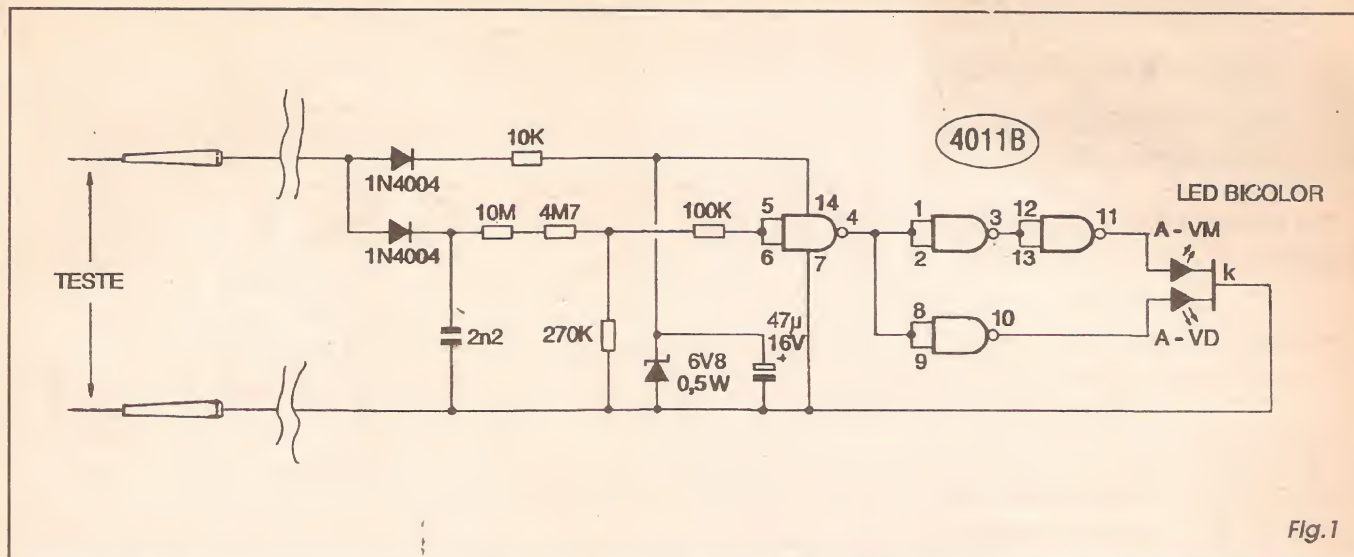 TESTE
1N4004
10K
1N4004
10M
4M7
2n2
270K
100K
6V8
0,5W
47µ
16V
+
5
6
14
7
4
4011B
1
2
3
12
13
11
8
9
10
LED BICOLOR
A - VM
k
A - VD
Fig.1